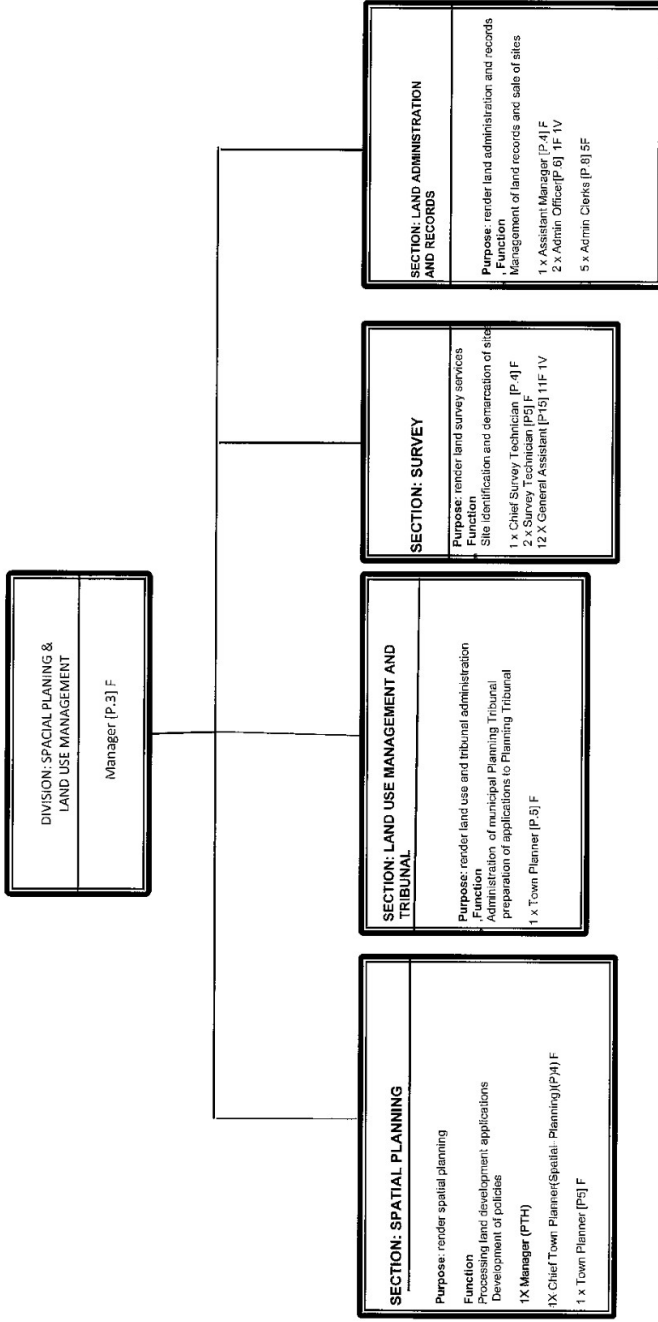 DIVISION: SPACIAL PLANING &
LAND USE MANAGEMENT
Manager [P.3] F
SECTION: SPATIAL PLANNING
Purpose: render spatial planning
Function
Processing land development applications
Development of policies
1X Manager (PTH)
1X Chief Town Planner(Spatial- Planning)(P)4) F
1 x Town Planner [P5] F
SECTION: LAND USE MANAGEMENT AND
TRIBUNAL
Purpose: render land use and tribunal administration
,Function
Administration of municipal Planning Tribunal
preparation of applications to Planning Tribunal
1 x Town Planner [P.5] F
SECTION: SURVEY
Purpose: render land survey services
Function
Site identification and demarcation of sites
1 x Chief Survey Technician [P.4] F
2 x Survey Technician [P5] F
12 X General Assistant [P15] 11F 1V
SECTION: LAND ADMINISTRATION
AND RECORDS
Purpose: render land administration and records
, Function
Management of land records and sale of sites
1 x Assistant Manager [P.4] F
2 x Admin Officer[P.6] 1F 1V
5 x Admin Clerks [P.8] 5F